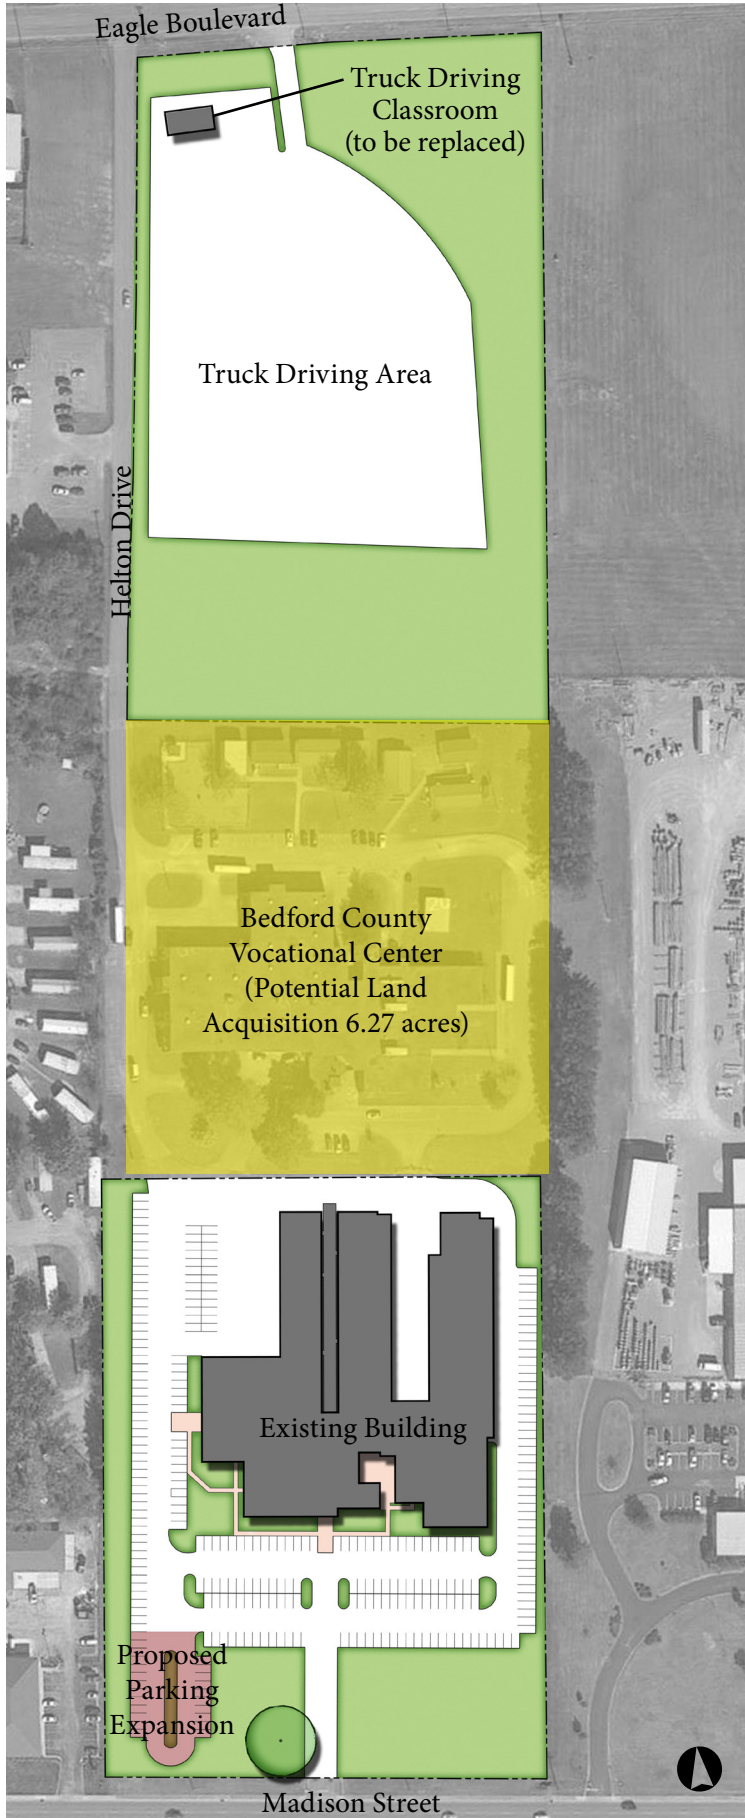 Eagle Boulevard
Truck Driving
Classroom
(to be replaced)
Truck Driving Area
Helton Drive
Bedford County
Vocational Center
(Potential Land
Acquisition 6.27 acres)
Existing Building
Proposed
Parking
Expansion
Madison Street